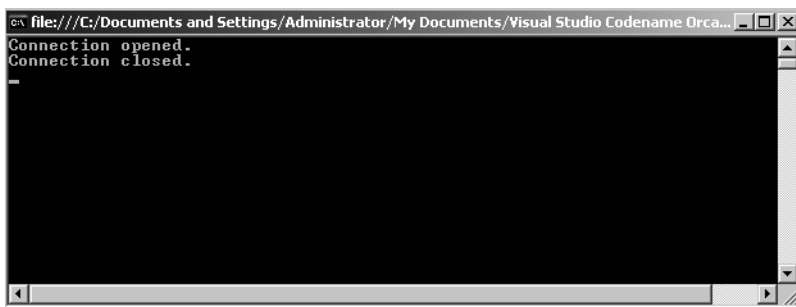 file:///C:/Documents and Settings/Administrator/My Documents/Visual Studio Codename Orca...
Connection opened.
Connection closed.